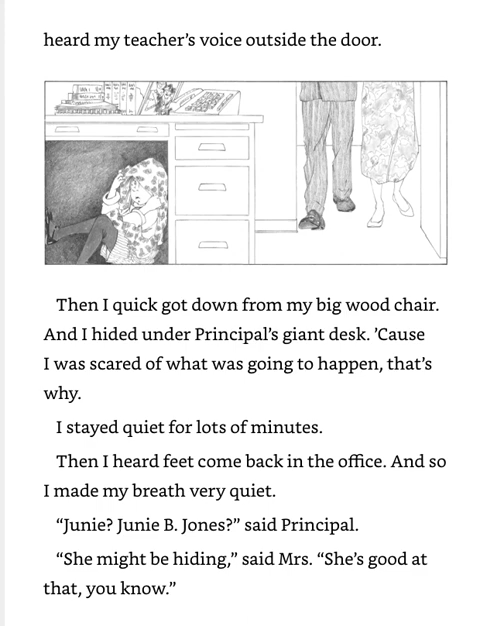 heard my teacher’s voice outside the door.
Then I quick got down from my big wood chair.
And I hided under Principal’s giant desk. ’Cause
I was scared of what was going to happen, that’s
why.
I stayed quiet for lots of minutes.
Then I heard feet come back in the office. And so
I made my breath very quiet.
“Junie? Junie B. Jones?” said Principal.
“She might be hiding,” said Mrs. “She’s good at
that, you know.”